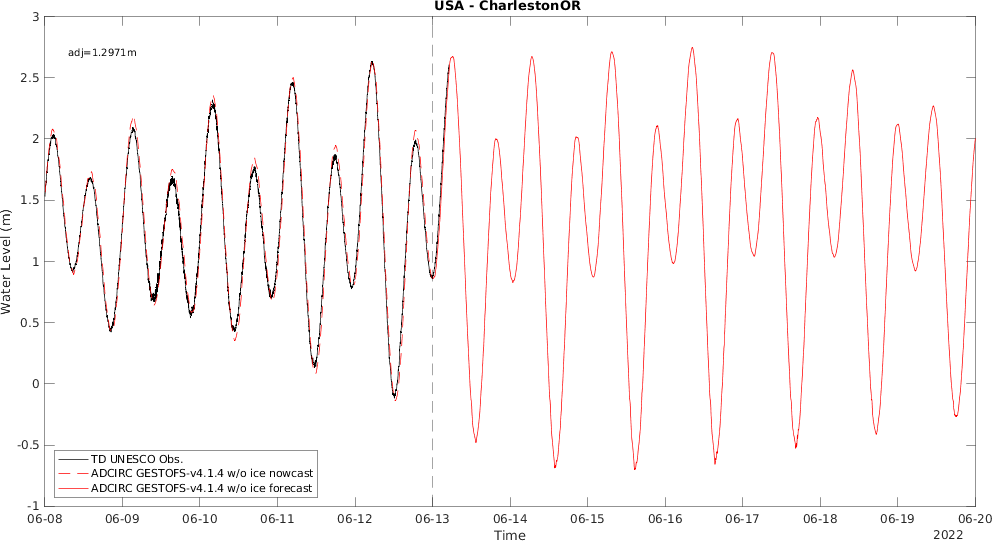 USA - CharlestonOR
adj=1.2971m
Water Level (m)
3
2.5
2
1.5
1
0.5
0
-0.5
-1
TD UNESCO Obs.
ADCIRC GESTOFS-v4.1.4 w/o ice nowcast
ADCIRC GESTOFS-v4.1.4 w/o ice forecast
06-08 06-09 06-10 06-11 06-12 06-13 06-14 06-15 06-16 06-17 06-18 06-19 06-20
Time
2022